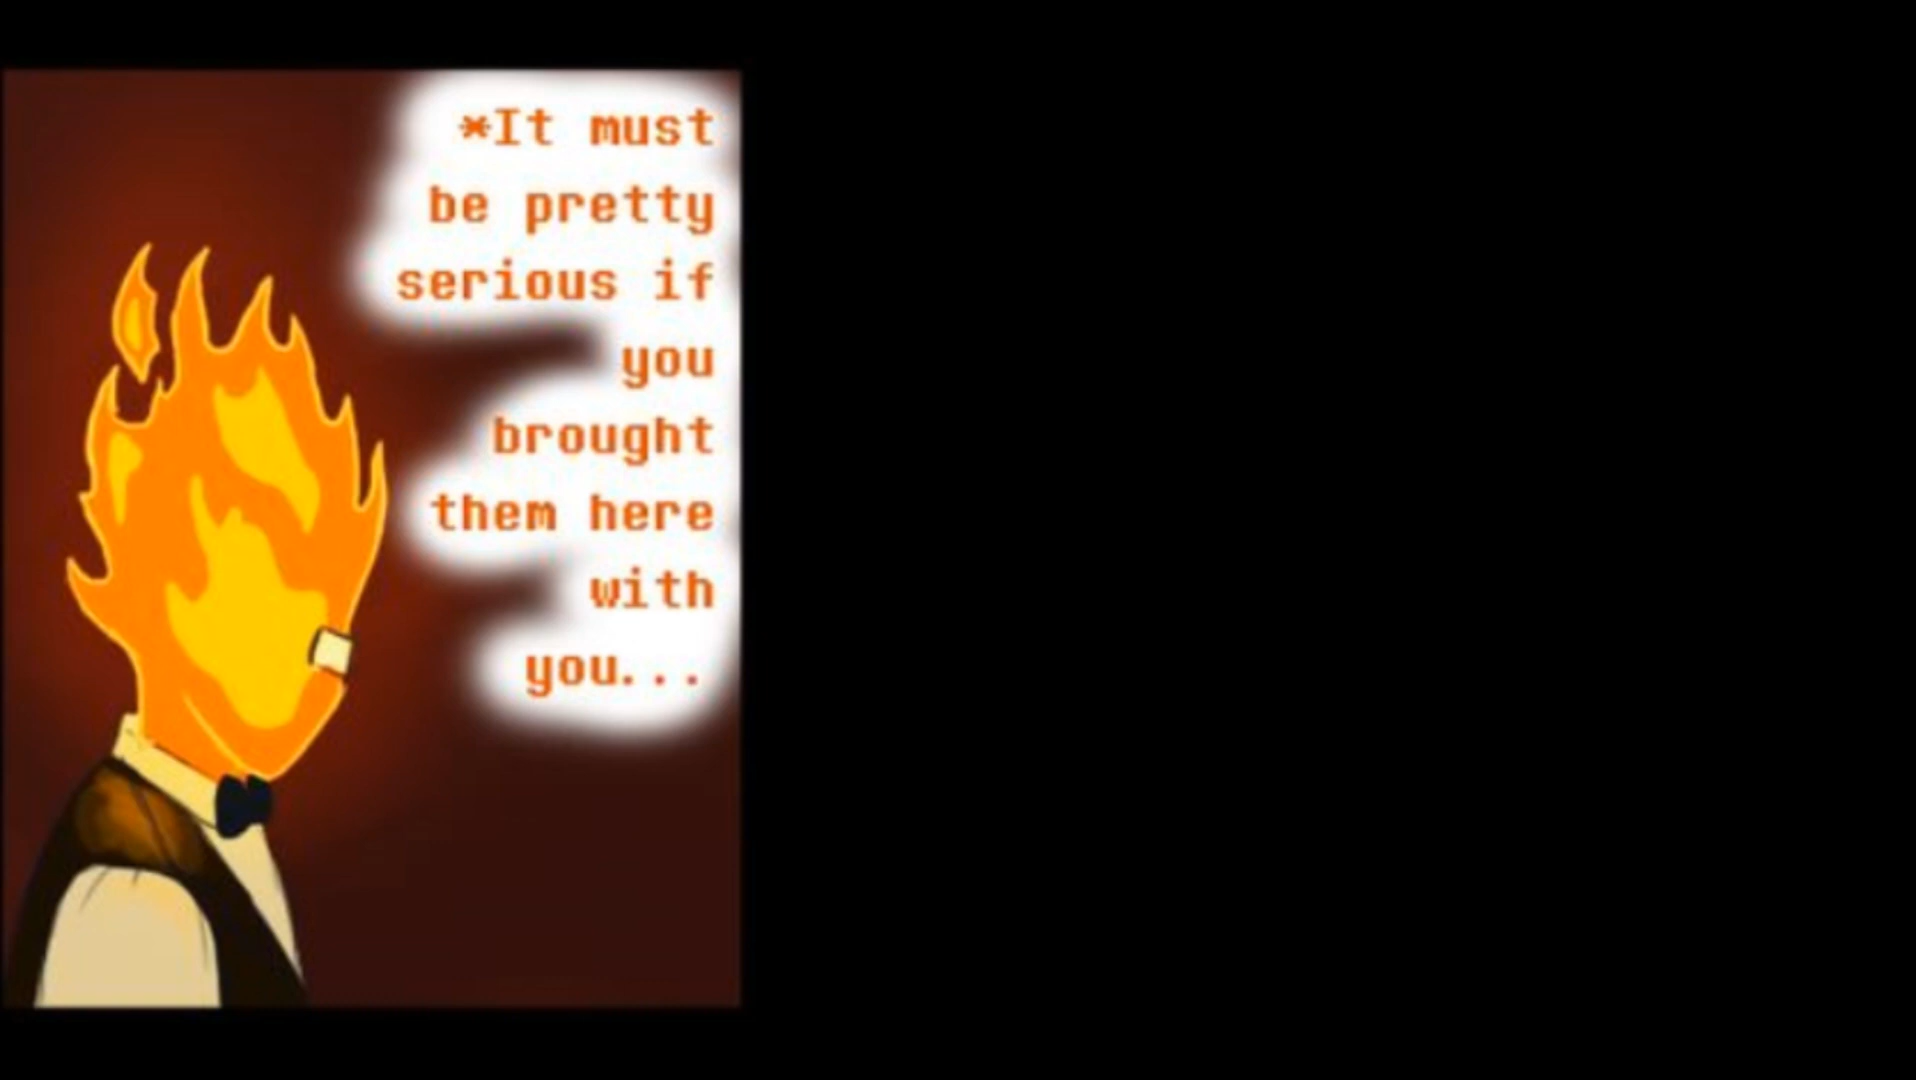 *It must
be pretty
serious if
you
brought
them here
with
you...